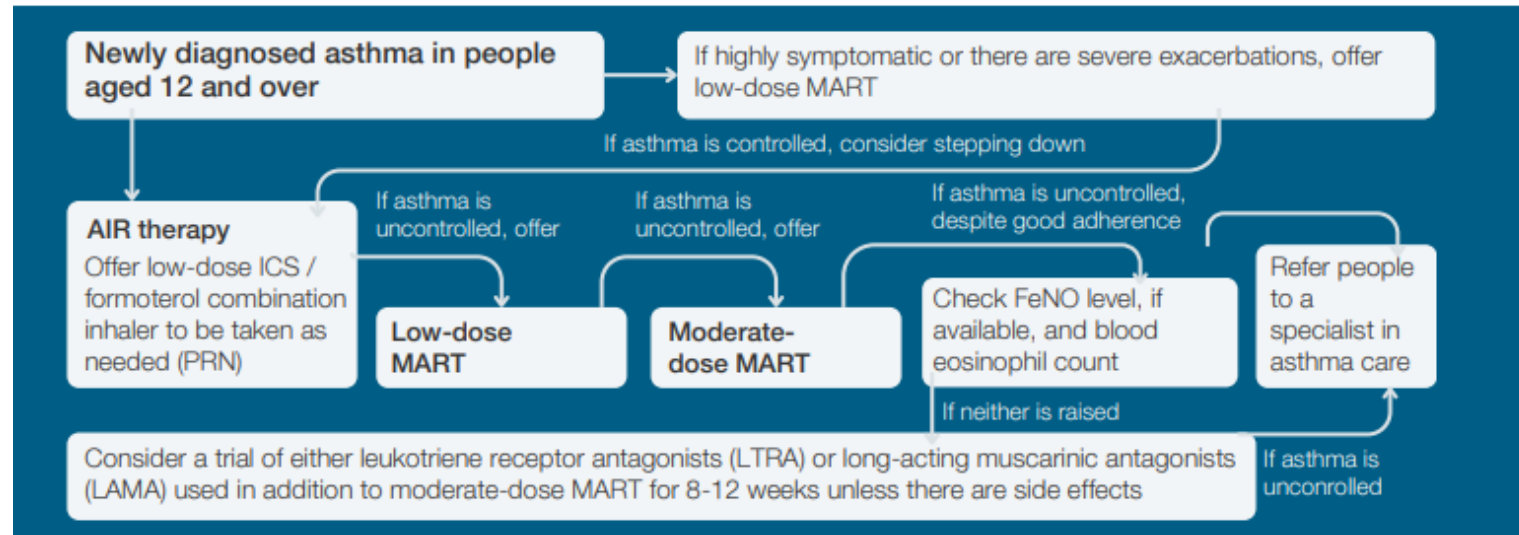 Newly diagnosed asthma in people
aged 12 and over
If highly symptomatic or there are severe exacerbations, offer
low-dose MART
If asthma is controlled, consider stepping down
AIR therapy
Offer low-dose ICS /
formoterol combination
inhaler to be taken as
needed (PRN)
If asthma is
uncontrolled, offer
Low-dose
MART
If asthma is
uncontrolled, offer
Moderate-
dose MART
If asthma is uncontrolled,
despite good adherence
Check FeNO level, if
available, and blood
eosinophil count
Refer people
to a
specialist in
asthma care
If neither is raised
Consider a trial of either leukotriene receptor antagonists (LTRA) or long-acting muscarinic antagonists
(LAMA) used in addition to moderate-dose MART for 8-12 weeks unless there are side effects
If asthma is
unconrolled